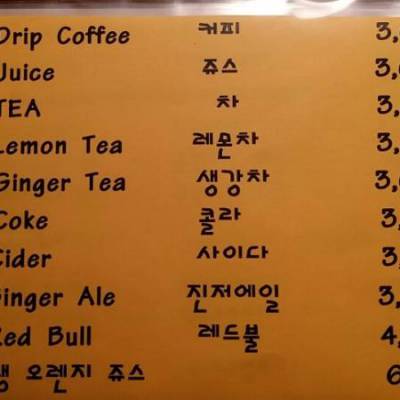 Drip Coffee 커피 3,
Juice 쥬스 3,
TEA 차 3,
Lemon Tea 레몬차 3,
Ginger Tea 생강차 3,
Coke 콜라 3,
Cider 사이다 3,
Ginger Ale 진저에일 3,
Red Bull 레드불 4,
생 오렌지 쥬스 6